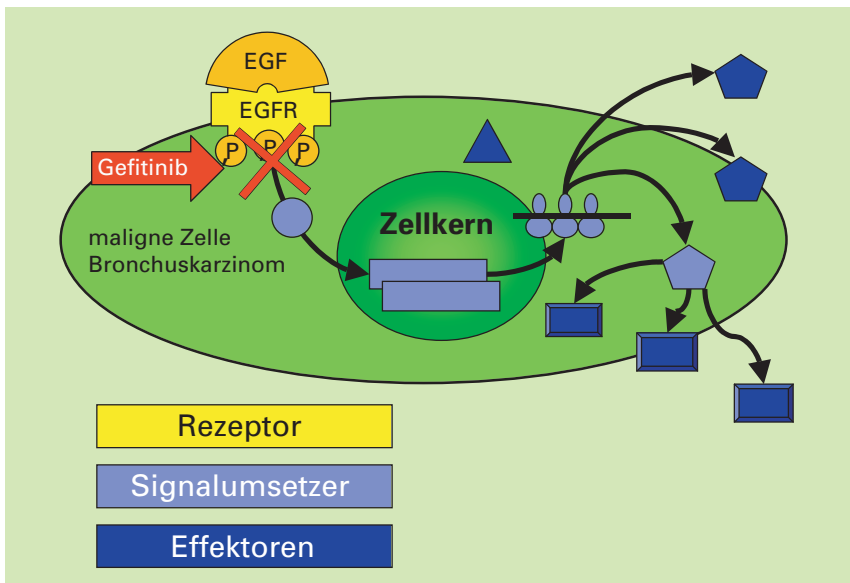 EGF
EGFR
P
P
P
Gefitinib
Zellkern
maligne Zelle
Bronchuskarzinom
Rezeptor
Signalumsetzer
Effektoren